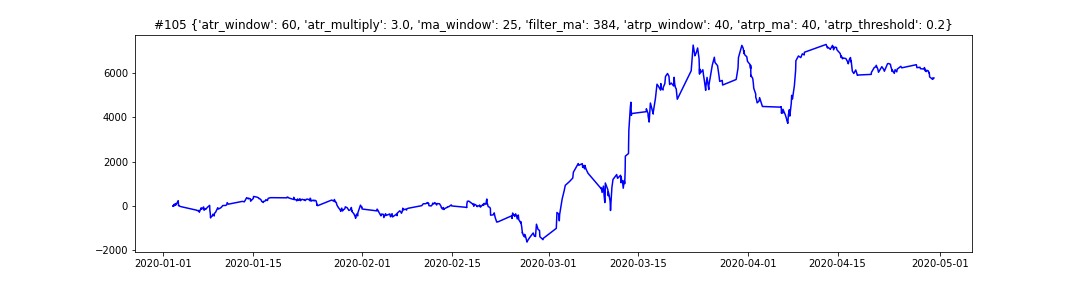 #105 {'atr_window': 60, 'atr_multiply': 3.0, 'ma_window': 25, 'filter_ma': 384, 'atrp_window': 40, 'atrp_ma': 40, 'atrp_threshold': 0.2}
6000
4000
2000
0
−2000
2020-01-01 2020-01-15 2020-02-01 2020-02-15 2020-03-01 2020-03-15 2020-04-01 2020-04-15 2020-05-01